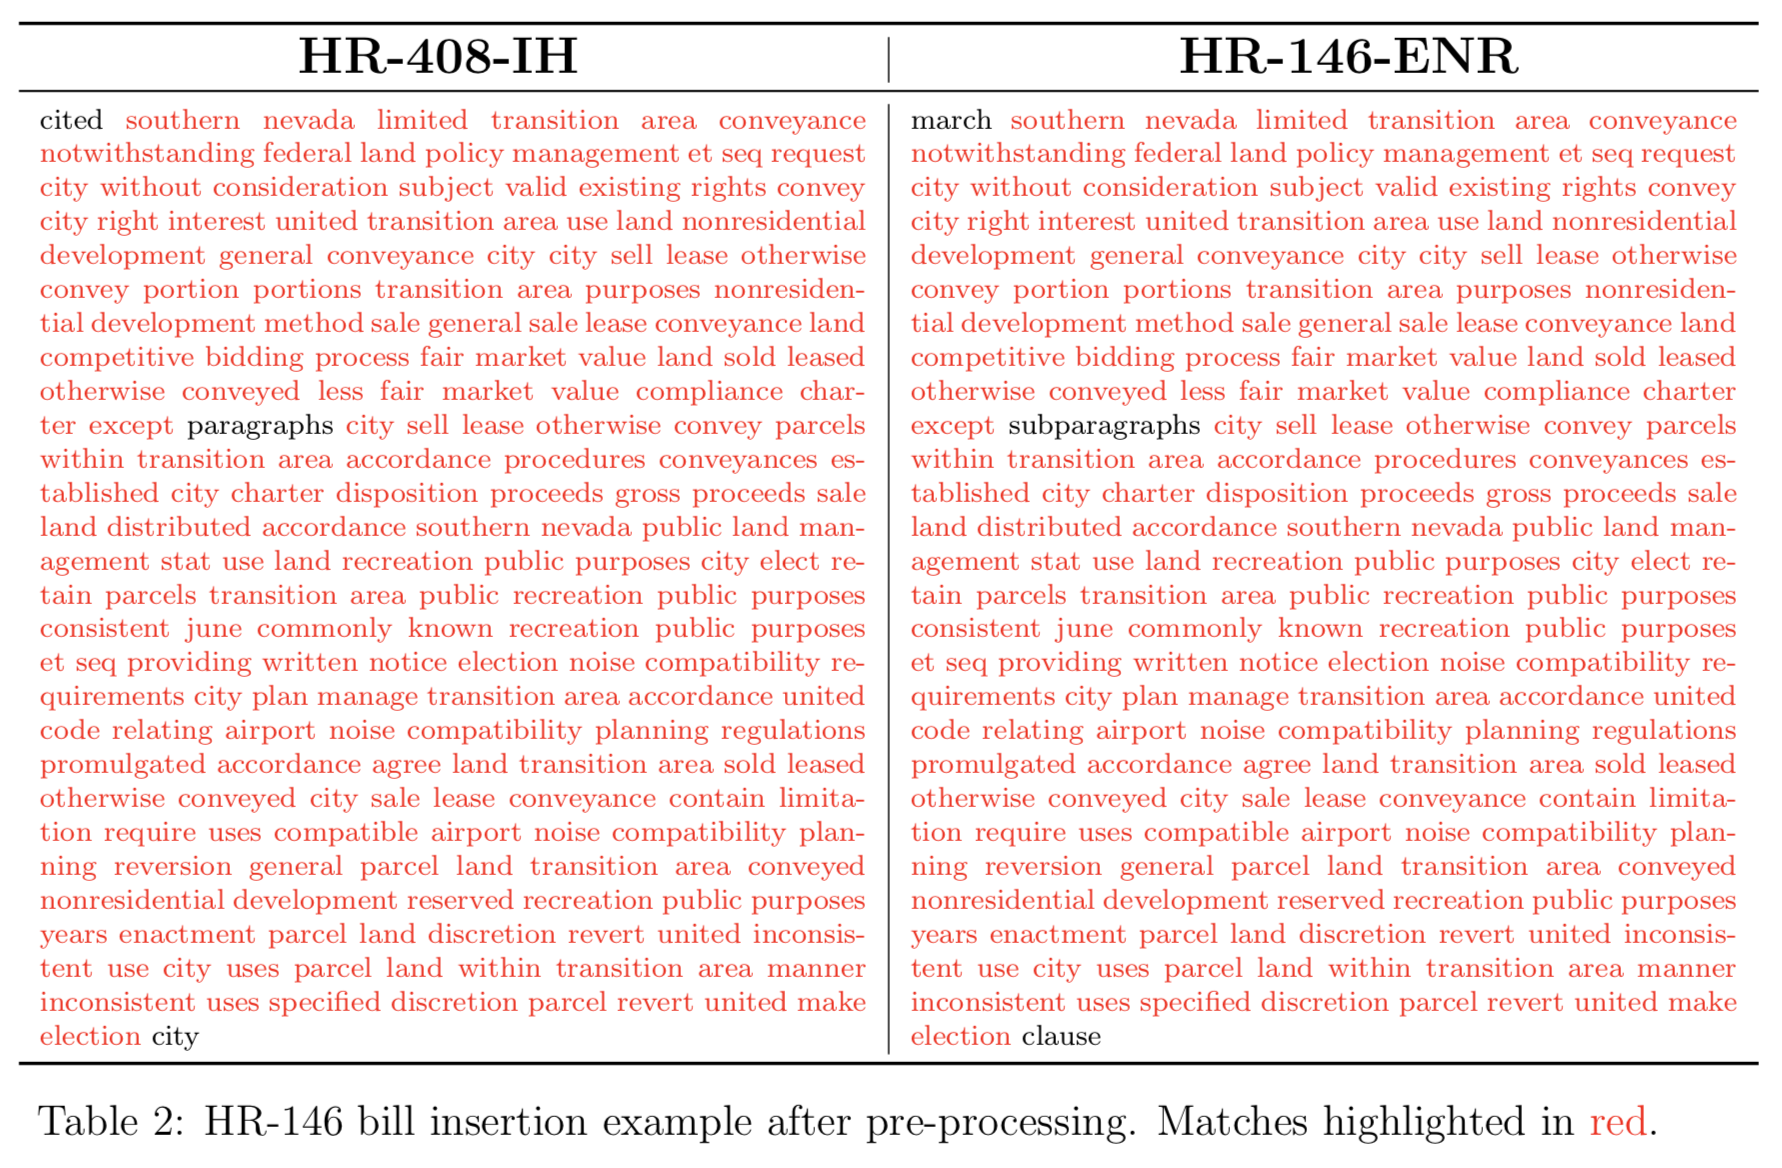 HR-408-IH
HR-146-ENR
cited southern nevada limited transition area conveyance
notwithstanding federal land policy management et seq request
city without consideration subject valid existing rights convey
city right interest united transition area use land nonresidential
development general conveyance city city sell lease otherwise
convey portion portions transition area purposes nonresiden-
tial development method sale general sale lease conveyance land
competitive bidding process fair market value land sold leased
otherwise conveyed less fair market value compliance char-
ter except paragraphs city sell lease otherwise convey parcels
within transition area accordance procedures conveyances es-
tablished city charter disposition proceeds gross proceeds sale
land distributed accordance southern nevada public land man-
agement stat use land recreation public purposes city elect re-
tain parcels transition area public recreation public purposes
consistent june commonly known recreation public purposes
et seq providing written notice election noise compatibility re-
quirements city plan manage transition area accordance united
code relating airport noise compatibility planning regulations
promulgated accordance agree land transition area sold leased
otherwise conveyed city sale lease conveyance contain limita-
tion require uses compatible airport noise compatibility plan-
ning reversion general parcel land transition area conveyed
nonresidential development reserved recreation public purposes
years enactment parcel land discretion revert united inconsis-
tent use city uses parcel land within transition area manner
inconsistent uses specified discretion parcel revert united make
election city
march southern nevada limited transition area conveyance
notwithstanding federal land policy management et seq request
city without consideration subject valid existing rights convey
city right interest united transition area use land nonresidential
development general conveyance city city sell lease otherwise
convey portion portions transition area purposes nonresiden-
tial development method sale general sale lease conveyance land
competitive bidding process fair market value land sold leased
otherwise conveyed less fair market value compliance charter
except subparagraphs city sell lease otherwise convey parcels
within transition area accordance procedures conveyances es-
tablished city charter disposition proceeds gross proceeds sale
land distributed accordance southern nevada public land man-
agement stat use land recreation public purposes city elect re-
tain parcels transition area public recreation public purposes
consistent june commonly known recreation public purposes
et seq providing written notice election noise compatibility re-
quirements city plan manage transition area accordance united
code relating airport noise compatibility planning regulations
promulgated accordance agree land transition area sold leased
otherwise conveyed city sale lease conveyance contain limita-
tion require uses compatible airport noise compatibility plan-
ning reversion general parcel land transition area conveyed
nonresidential development reserved recreation public purposes
years enactment parcel land discretion revert united inconsis-
tent use city uses parcel land within transition area manner
inconsistent uses specified discretion parcel revert united make
election clause
Table 2: HR-146 bill insertion example after pre-processing. Matches highlighted in red.